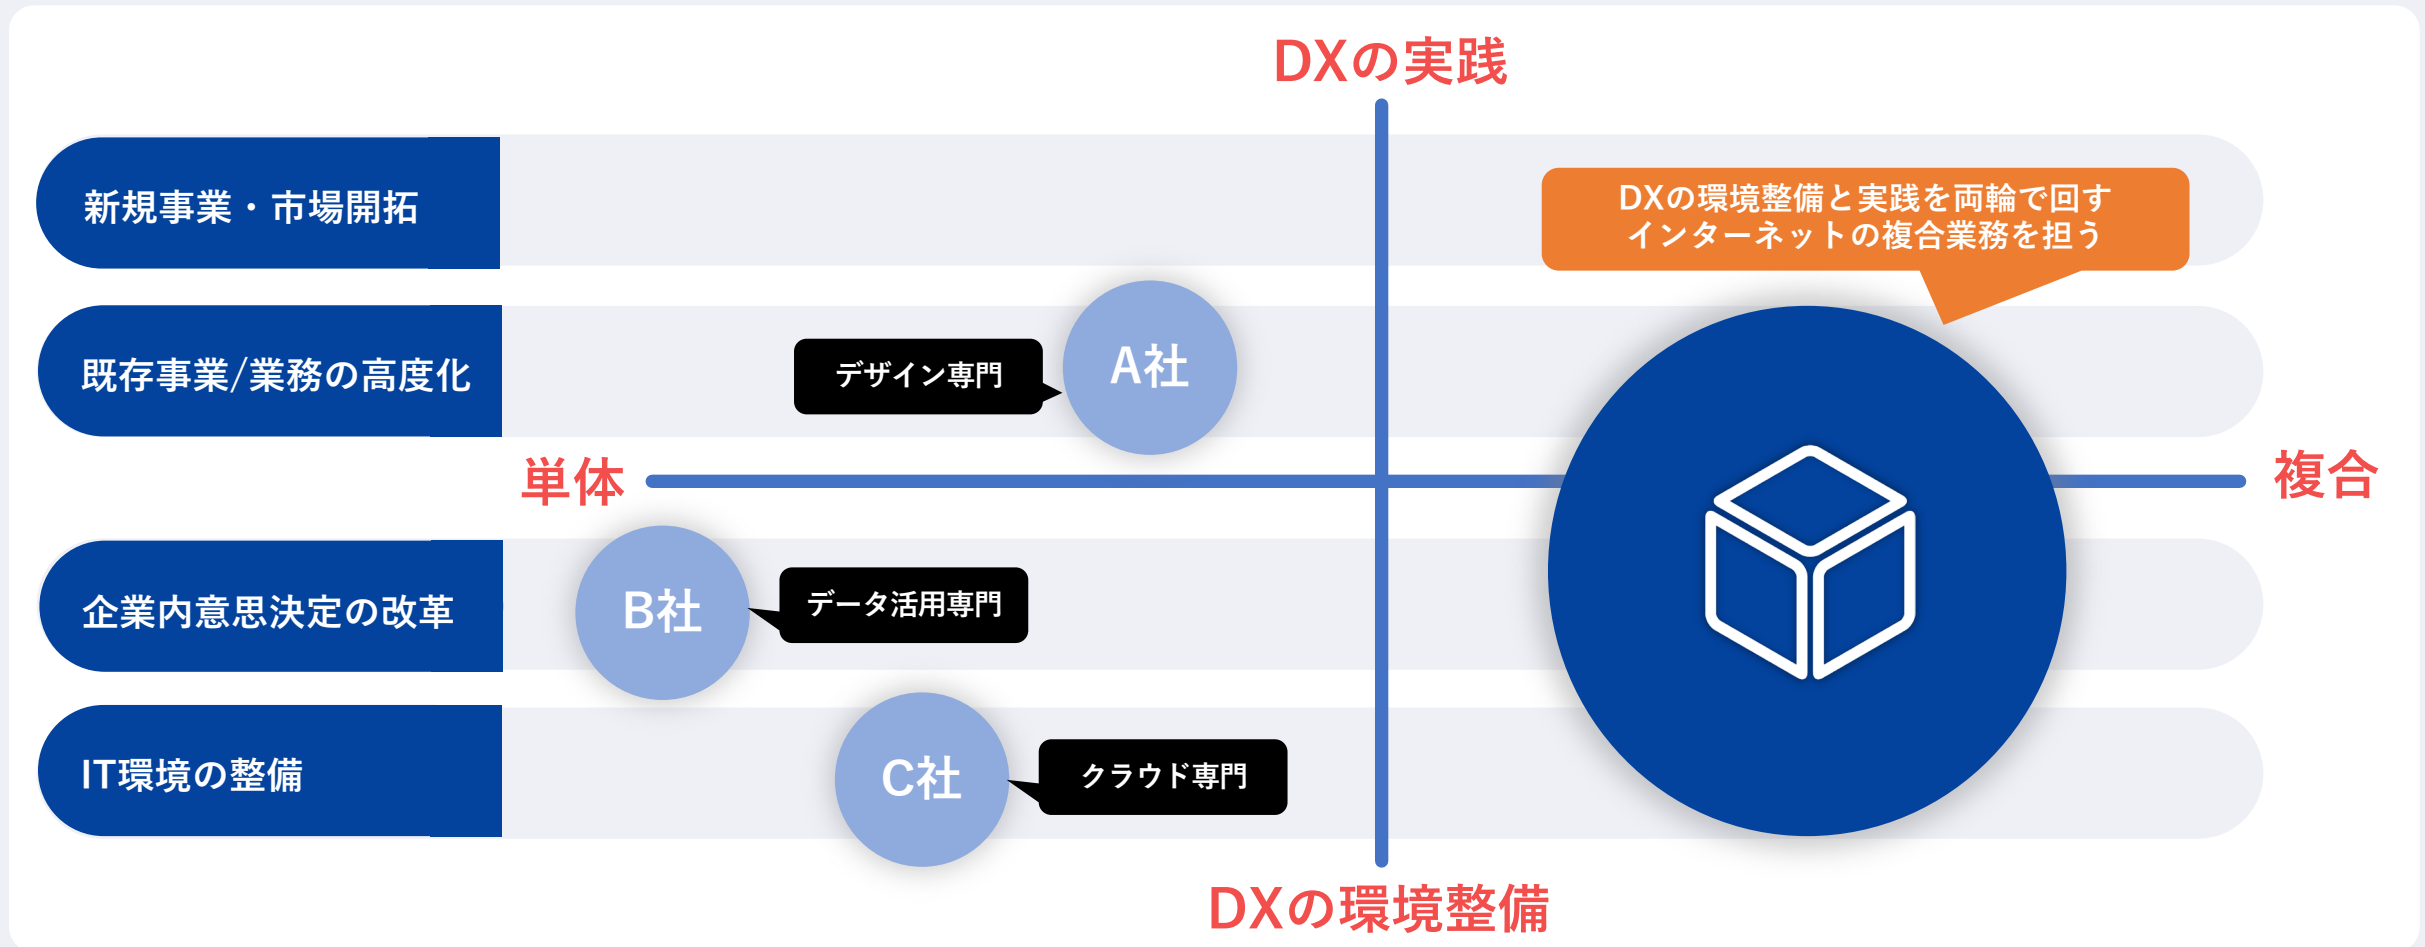 DXの実践
新規事業・市場開拓
DXの環境整備と実践を両輪で回す
インターネットの複合業務を担う
既存事業/業務の高度化
デザイン専門
A社
単体
複合
企業内意思決定の改革
B社
データ活用専門
IT環境の整備
C社
クラウド専門
DXの環境整備